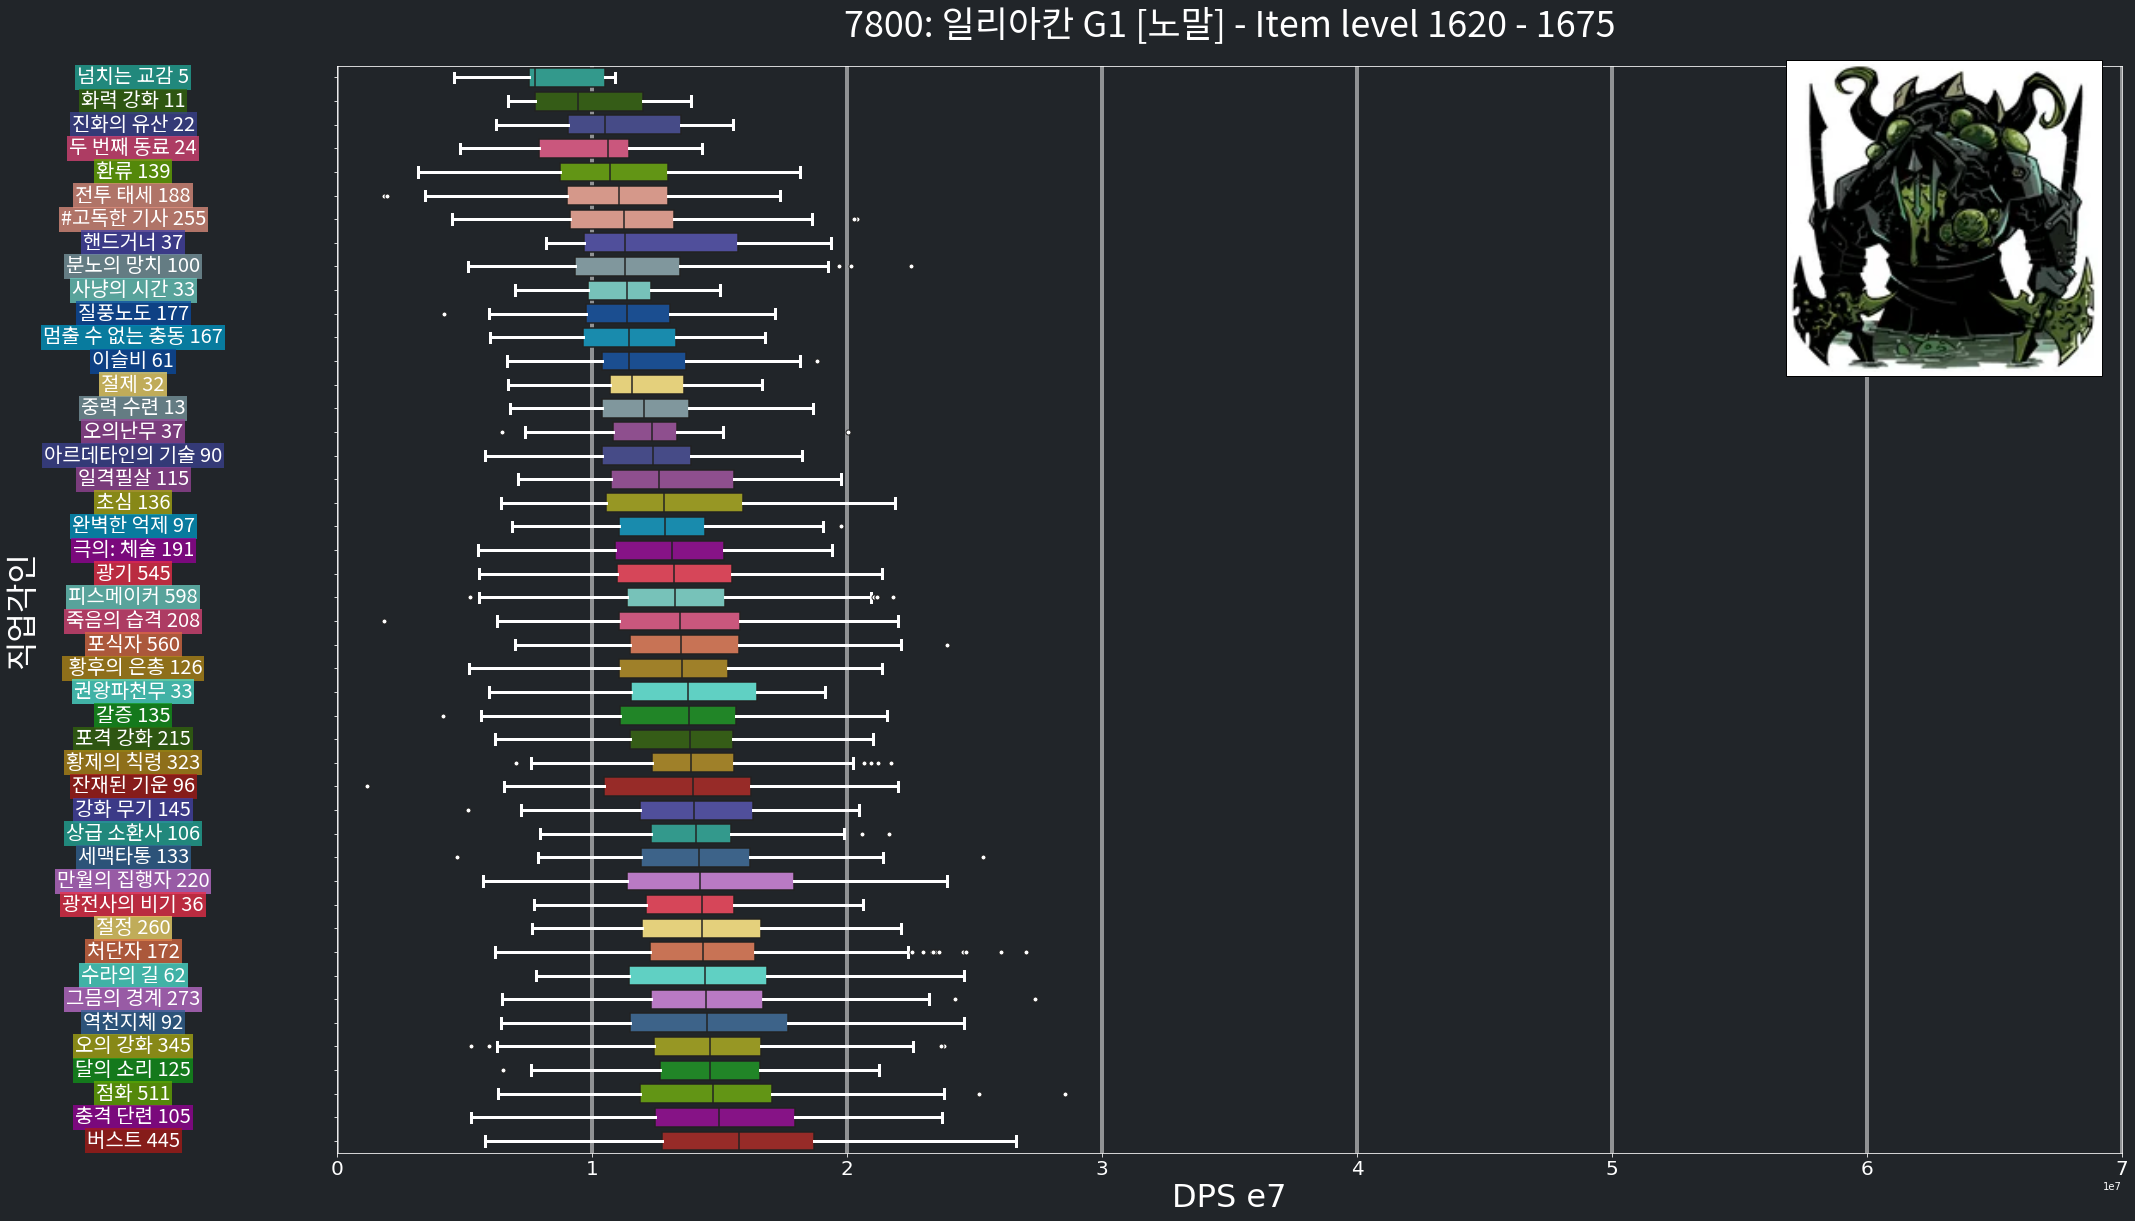 7800: 일리아칸 G1 [노말] - Item level 1620 - 1675
넘치는 교감 5
화력 강화 11
진화의 유산 22
두 번째 동료 24
환류 139
전투 태세 188
#고독한 기사 255
핸드거너 37
분노의 망치 100
사냥의 시간 33
질풍노도 177
멈출 수 없는 충동 167
이슬비 61
절제 32
중력 수련 13
오의난무 37
아르데타인의 기술 90
일격필살 115
초심 136
완벽한 억제 97
극의: 체술 191
광기 545
피스메이커 598
죽음의 습격 208
포식자 560
황후의 은총 126
권왕파천무 33
갈증 135
포격 강화 215
황제의 칙령 323
잔재된 기운 96
강화 무기 145
상급 소환사 106
세맥타통 133
만월의 집행자 220
광전사의 비기 36
절정 260
처단자 172
수라의 길 62
그믐의 경계 273
역천지체 92
오의 강화 345
달의 소리 125
점화 511
충격 단련 105
버스트 445
직업각인
0 1 2 3 4 5 6 7
1e7
DPS e7